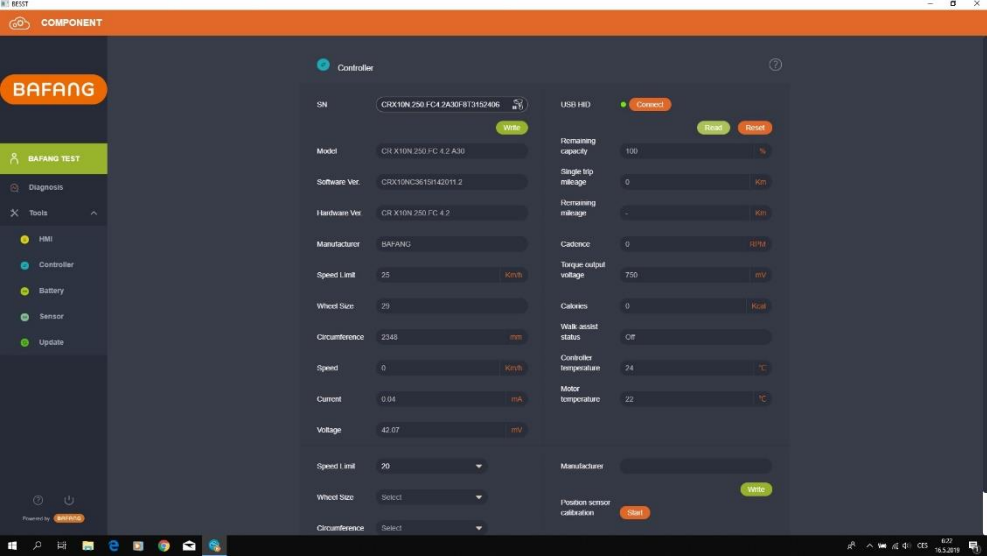 BESST
COMPONENT
BAFANG
BAFANG TEST
Diagnosis
Tools
HMI
Controller
Battery
Sensor
Update
Powered by BAFANG
Controller
SN CRX10N.250.FC4.2A30F8T3152406
Write
Model CR X10N.250.FC 4.2 A30
Software Ver. CRX10NC3615I142011.2
Hardware Ver. CR X10N.250.FC 4.2
Manufacturer BAFANG
Speed Limit 25 Km/h
Wheel Size 29
Circumference 2348 mm
Speed 0 Km/h
Current 0.04 mA
Voltage 42.07 mV
Speed Limit 20
Wheel Size Select
Circumference Select
USB HID Connect
Read Reset
Remaining
capacity 100 %
Single trip
mileage 0 Km
Remaining
mileage - Km
Cadence 0 RPM
Torque output
voltage 750 mV
Calories 0 Kcal
Walk assist
status Off
Controller
temperature 24 °C
Motor
temperature 22 °C
Manufacturer
Write
Position sensor
calibration Start
CES
6:22
16.5.2019